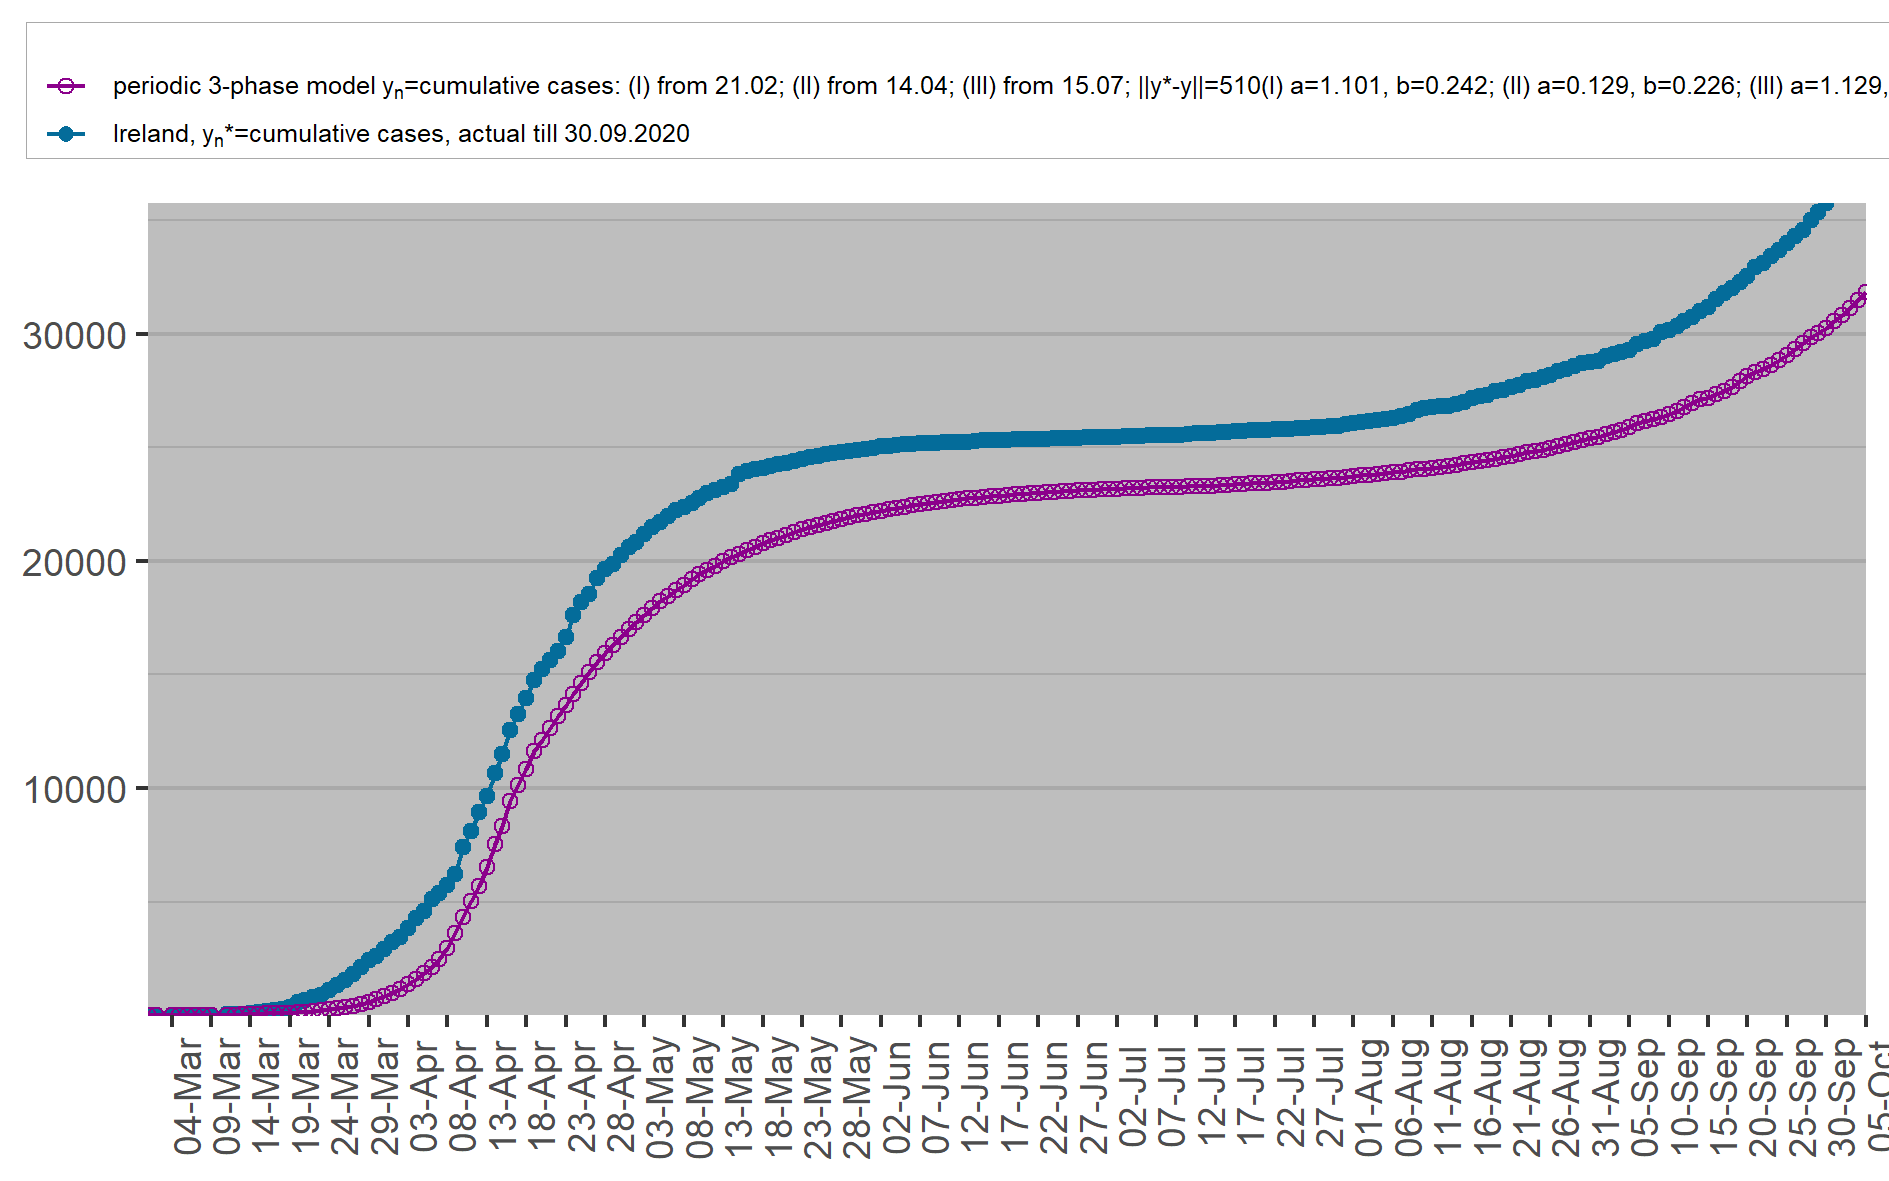 periodic 3-phase model yn=cumulative cases: (I) from 21.02; (II) from 14.04; (III) from 15.07; ||y*-y||=510(I) a=1.101, b=0.242; (II) a=0.129, b=0.226; (III) a=1.129,
Ireland, yn*=cumulative cases, actual till 30.09.2020
30000
20000
10000
04-Mar
09-Mar
14-Mar
19-Mar
24-Mar
29-Mar
03-Apr
08-Apr
13-Apr
18-Apr
23-Apr
28-Apr
03-May
08-May
13-May
18-May
23-May
28-May
02-Jun
07-Jun
12-Jun
17-Jun
22-Jun
27-Jun
02-Jul
07-Jul
12-Jul
17-Jul
22-Jul
27-Jul
01-Aug
06-Aug
11-Aug
16-Aug
21-Aug
26-Aug
31-Aug
05-Sep
10-Sep
15-Sep
20-Sep
25-Sep
30-Sep
05-Oct